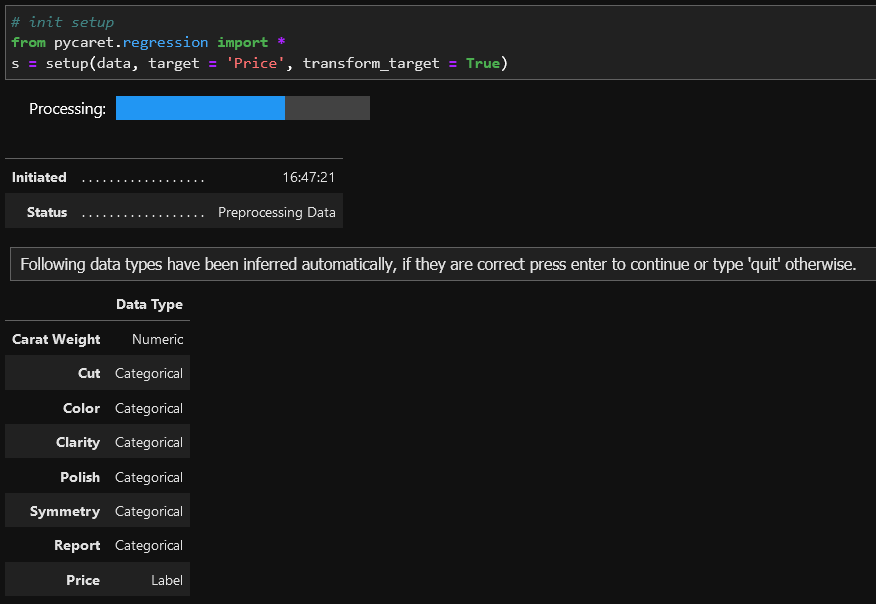 # init setup
from pycaret.regression import *
s = setup(data, target = 'Price', transform_target = True)
Processing:
Initiated .................. 16:47:21
Status .................. Preprocessing Data
Following data types have been inferred automatically, if they are correct press enter to continue or type 'quit' otherwise.
Data Type
Carat Weight Numeric
Cut Categorical
Color Categorical
Clarity Categorical
Polish Categorical
Symmetry Categorical
Report Categorical
Price Label